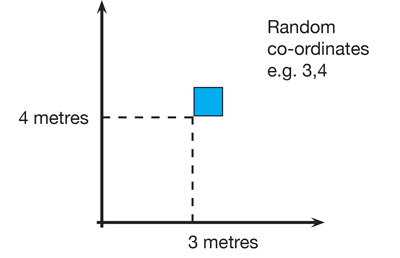 Random
co-ordinates
e.g. 3,4
4 metres
3 metres